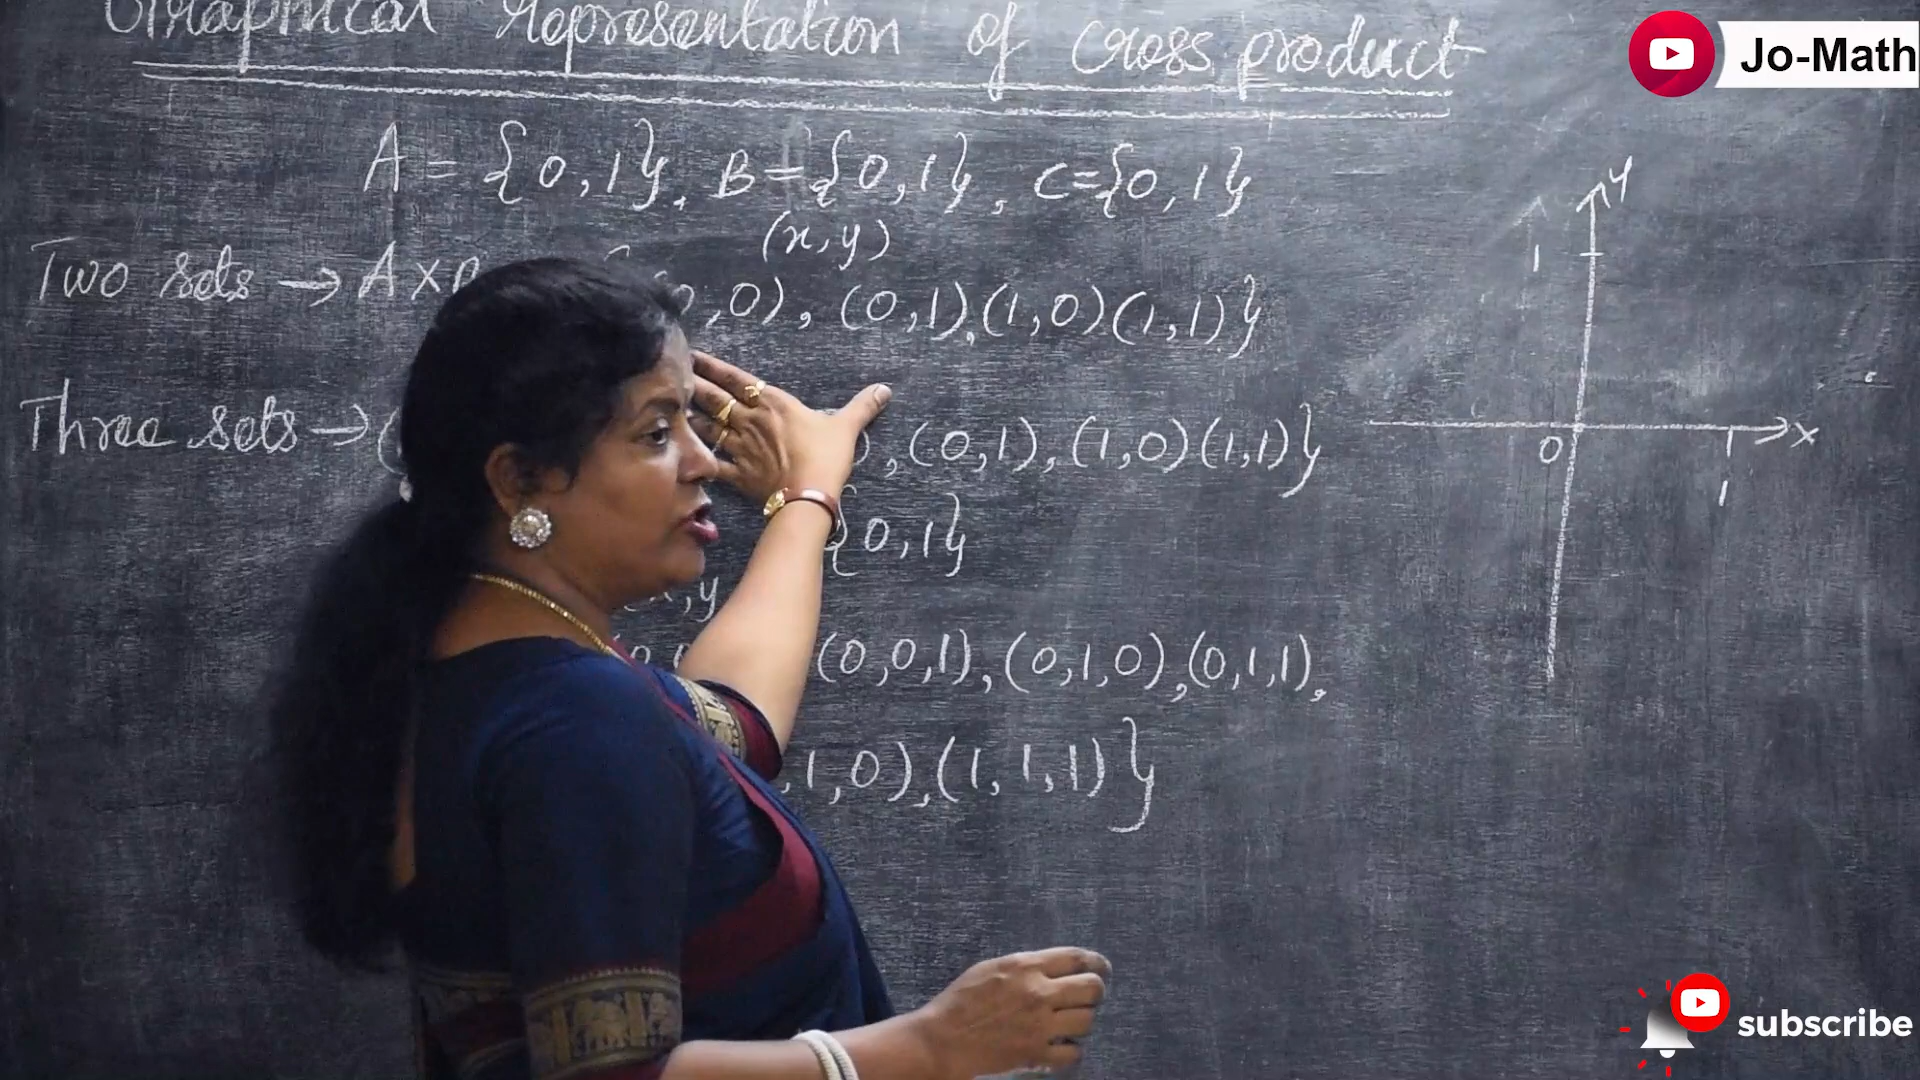 Graphical Representation of Cross product
Jo-Math
A = {0,1}, B = {0,1}, C = {0,1}
(x,y)
Two sets → A×B ,0), (0,1),(1,0)(1,1)}
Three sets → ( ,(0,1),(1,0)(1,1)}
{0,1}
,y
(0,0,1),(0,1,0),(0,1,1),
,1,0),(1,1,1)}
Y
1
0
1
X
subscribe